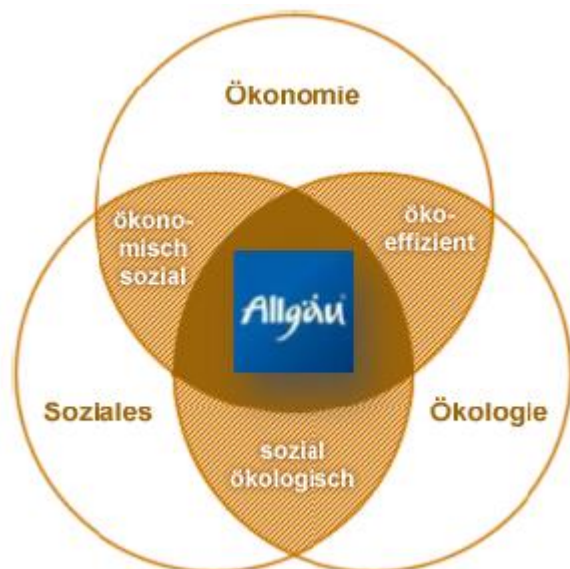 Ökonomie
ökono-
misch
sozial
öko-
effizient
Allgäu
Soziales
Ökologie
sozial
ökologisch